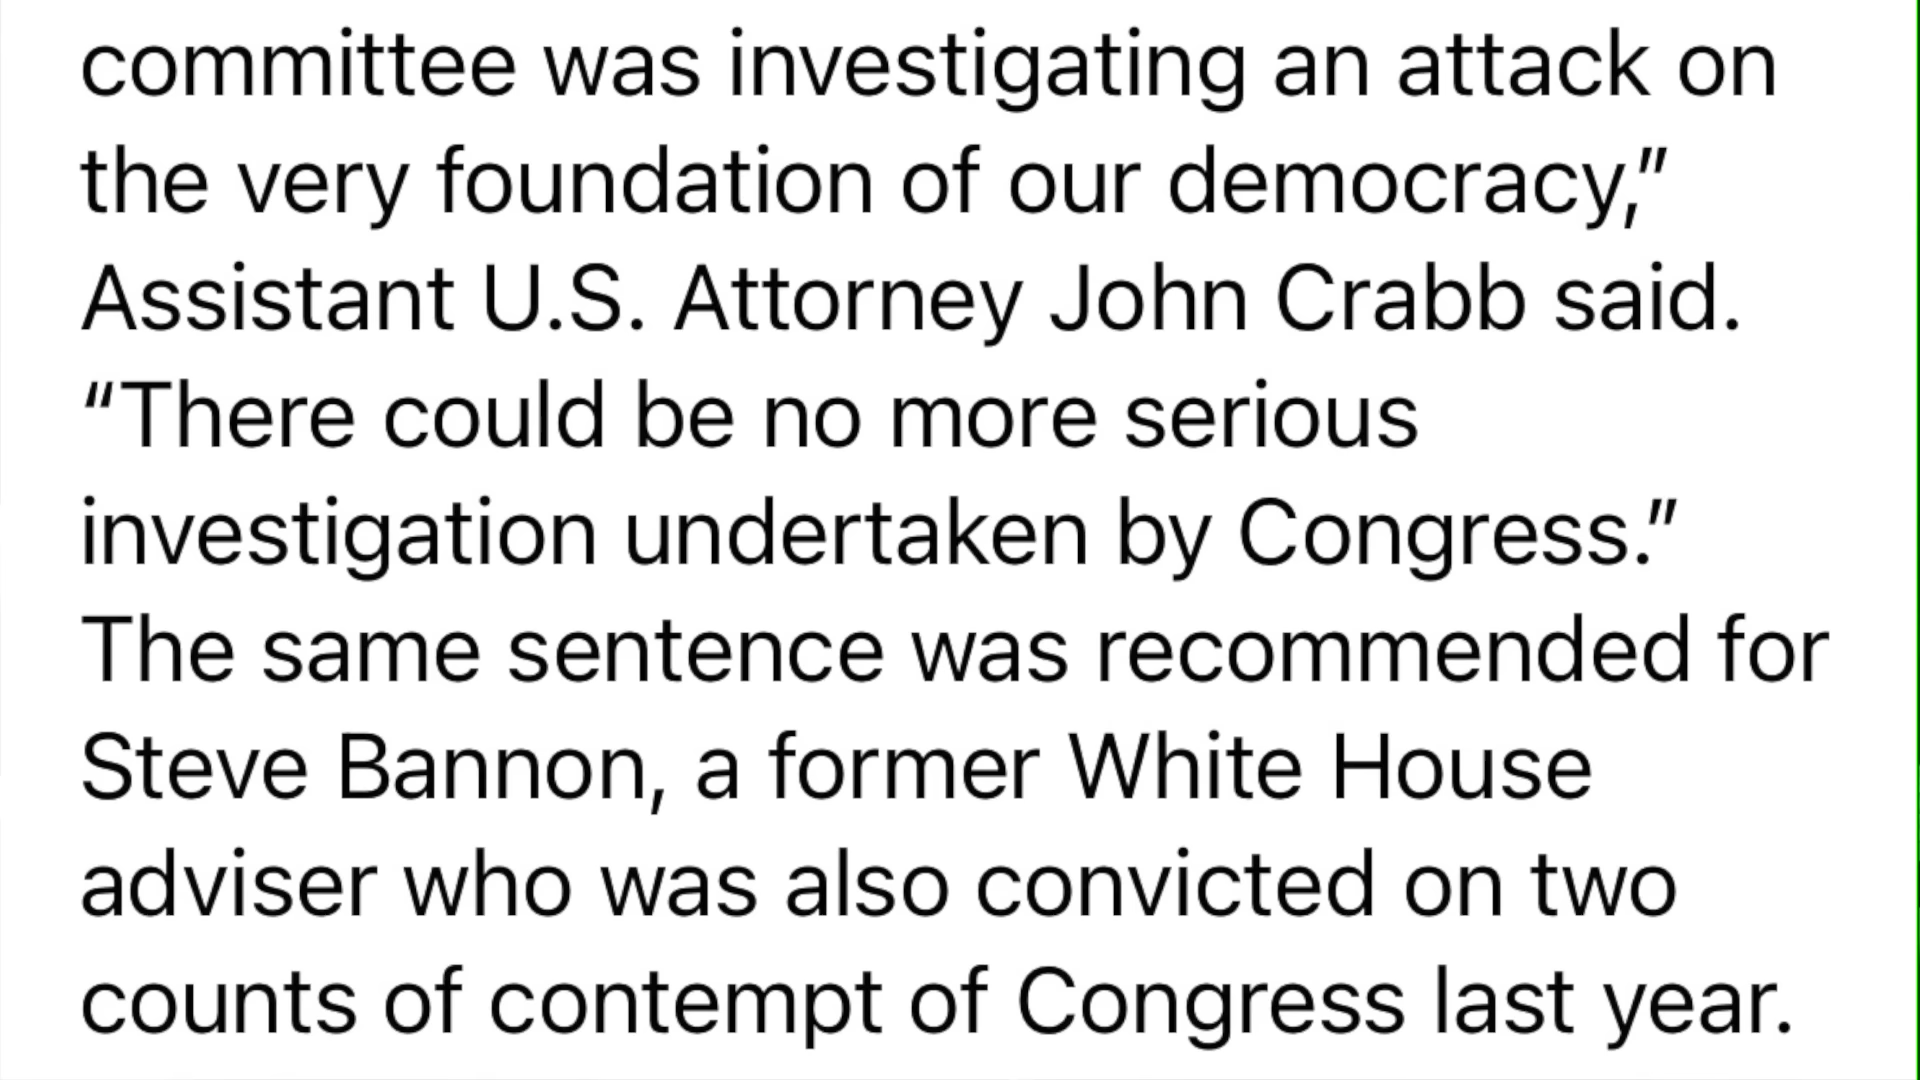 committee was investigating an attack on
the very foundation of our democracy,”
Assistant U.S. Attorney John Crabb said.
“There could be no more serious
investigation undertaken by Congress.”
The same sentence was recommended for
Steve Bannon, a former White House
adviser who was also convicted on two
counts of contempt of Congress last year.